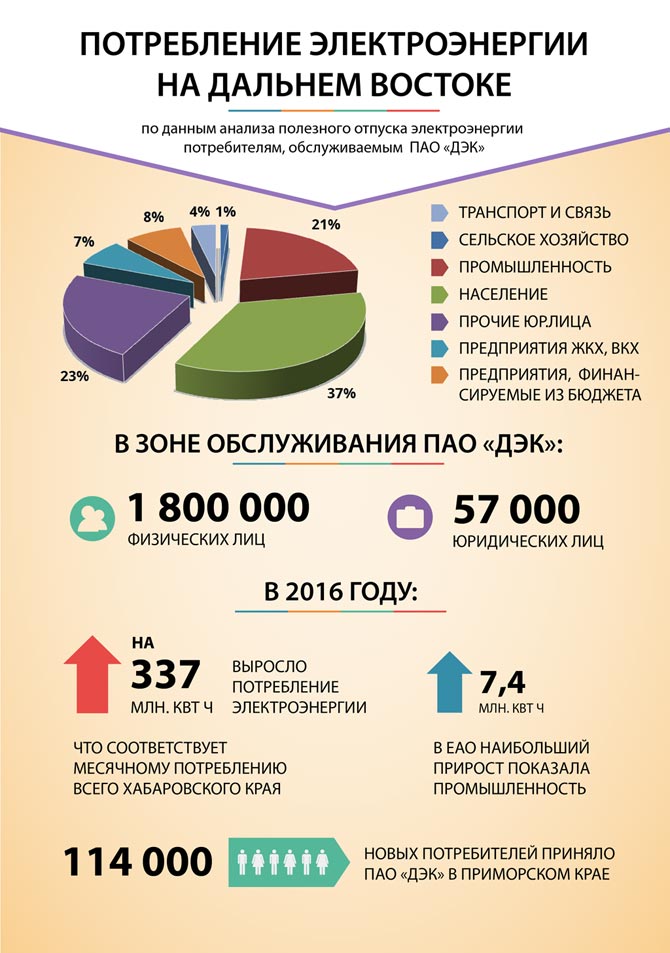 ПОТРЕБЛЕНИЕ ЭЛЕКТРОЭНЕРГИИ
НА ДАЛЬНЕМ ВОСТОКЕ
по данным анализа полезного отпуска электроэнергии
потребителям, обслуживаемым ПАО «ДЭК»
4%
1%
8%
21%
7%
23%
37%
ТРАНСПОРТ И СВЯЗЬ
СЕЛЬСКОЕ ХОЗЯЙСТВО
ПРОМЫШЛЕННОСТЬ
НАСЕЛЕНИЕ
ПРОЧИЕ ЮРЛИЦА
ПРЕДПРИЯТИЯ ЖКХ, ВКХ
ПРЕДПРИЯТИЯ, ФИНАН-
СИРУЕМЫЕ ИЗ БЮДЖЕТА
В ЗОНЕ ОБСЛУЖИВАНИЯ ПАО «ДЭК»:
1 800 000
ФИЗИЧЕСКИХ ЛИЦ
57 000
ЮРИДИЧЕСКИХ ЛИЦ
В 2016 ГОДУ:
НА
337
МЛН. КВТ Ч
ВЫРОСЛО
ПОТРЕБЛЕНИЕ
ЭЛЕКТРОЭНЕРГИИ
ЧТО СООТВЕТСТВУЕТ
МЕСЯЧНОМУ ПОТРЕБЛЕНИЮ
ВСЕГО ХАБАРОВСКОГО КРАЯ
7,4
МЛН. КВТ Ч
В ЕАО НАИБОЛЬШИЙ
ПРИРОСТ ПОКАЗАЛА
ПРОМЫШЛЕННОСТЬ
114 000
НОВЫХ ПОТРЕБИТЕЛЕЙ ПРИНЯЛО
ПАО «ДЭК» В ПРИМОРСКОМ КРАЕ